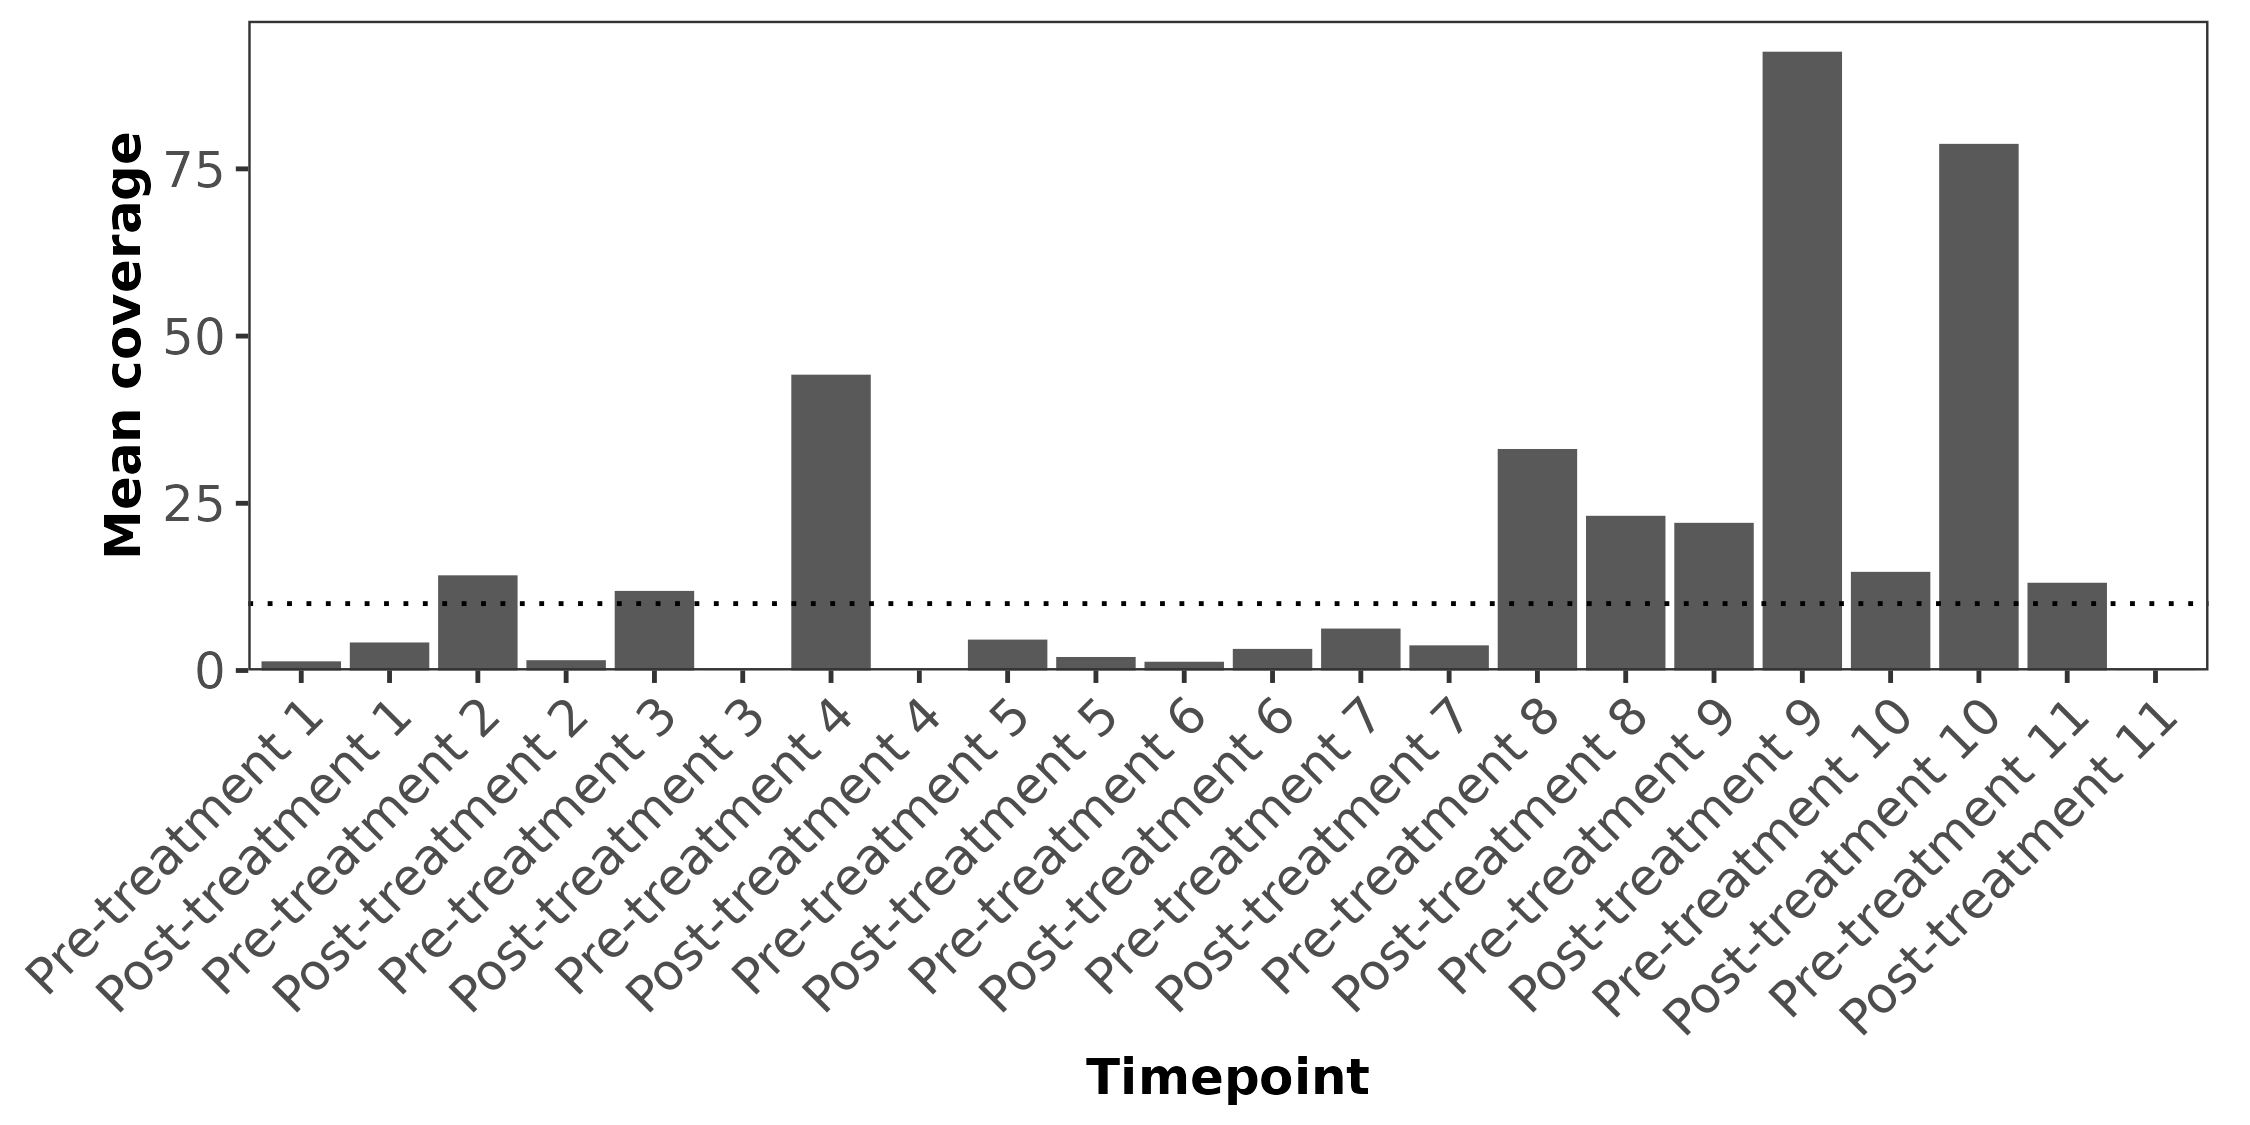 Mean coverage
75
50
25
0
Pre-treatment 1
Post-treatment 1
Pre-treatment 2
Post-treatment 2
Pre-treatment 3
Post-treatment 3
Pre-treatment 4
Post-treatment 4
Pre-treatment 5
Post-treatment 5
Pre-treatment 6
Post-treatment 6
Pre-treatment 7
Post-treatment 7
Pre-treatment 8
Post-treatment 8
Pre-treatment 9
Post-treatment 9
Pre-treatment 10
Post-treatment 10
Pre-treatment 11
Post-treatment 11
Timepoint